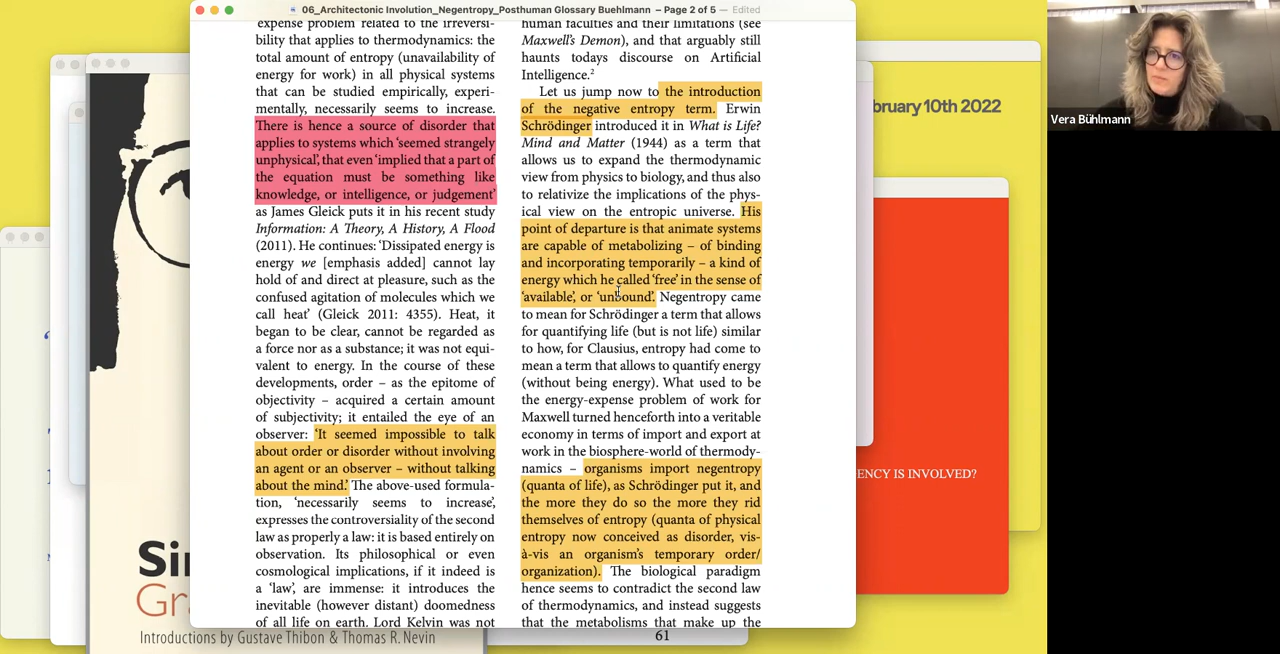 06_Architectonic Involution_Negentropy_Posthuman Glossary Buehlmann – Page 2 of 5 — Edited
expense problem related to the irreversi-
bility that applies to thermodynamics: the
total amount of entropy (unavailability of
energy for work) in all physical systems
that can be studied empirically, experi-
mentally, necessarily seems to increase.
There is hence a source of disorder that
applies to systems which 'seemed strangely
unphysical', that even 'implied that a part of
the equation must be something like
knowledge, or intelligence, or judgement'
as James Gleick puts it in his recent study
Information: A Theory, A History, A Flood
(2011). He continues: 'Dissipated energy is
energy we [emphasis added] cannot lay
hold of and direct at pleasure, such as the
confused agitation of molecules which we
call heat' (Gleick 2011: 4355). Heat, it
began to be clear, cannot be regarded as
a force nor as a substance; it was not equi-
valent to energy. In the course of these
developments, order – as the epitome of
objectivity – acquired a certain amount
of subjectivity; it entailed the eye of an
observer: 'It seemed impossible to talk
about order or disorder without involving
an agent or an observer – without talking
about the mind.' The above-used formula-
tion, 'necessarily seems to increase',
expresses the controversiality of the second
law as properly a law: it is based entirely on
observation. Its philosophical or even
cosmological implications, if it indeed is
a 'law', are immense: it introduces the
inevitable (however distant) doomedness
of all life on earth. Lord Kelvin was not
human faculties and their limitations (see
Maxwell's Demon), and that arguably still
haunts todays discourse on Artificial
Intelligence.2
Let us jump now to the introduction
of the negative entropy term. Erwin
Schrödinger introduced it in What is Life?
Mind and Matter (1944) as a term that
allows us to expand the thermodynamic
view from physics to biology, and thus also
to relativize the implications of the phys-
ical view on the entropic universe. His
point of departure is that animate systems
are capable of metabolizing – of binding
and incorporating temporarily – a kind of
energy which he called 'free' in the sense of
'available', or 'unbound'. Negentropy came
to mean for Schrödinger a term that allows
for quantifying life (but is not life) similar
to how, for Clausius, entropy had come to
mean a term that allows to quantify energy
(without being energy). What used to be
the energy-expense problem of work for
Maxwell turned henceforth into a veritable
economy in terms of import and export at
work in the biosphere-world of thermody-
namics – organisms import negentropy
(quanta of life), as Schrödinger put it, and
the more they do so the more they rid
themselves of entropy (quanta of physical
entropy now conceived as disorder, vis-
à-vis an organism's temporary order/
organization). The biological paradigm
hence seems to contradict the second law
of thermodynamics, and instead suggests
that the metabolisms that make up the
bruary 10th 2022
ENCY IS INVOLVED?
Vera Bühlmann
Si
Gra
Introductions by Gustave Thibon & Thomas R. Nevin
61